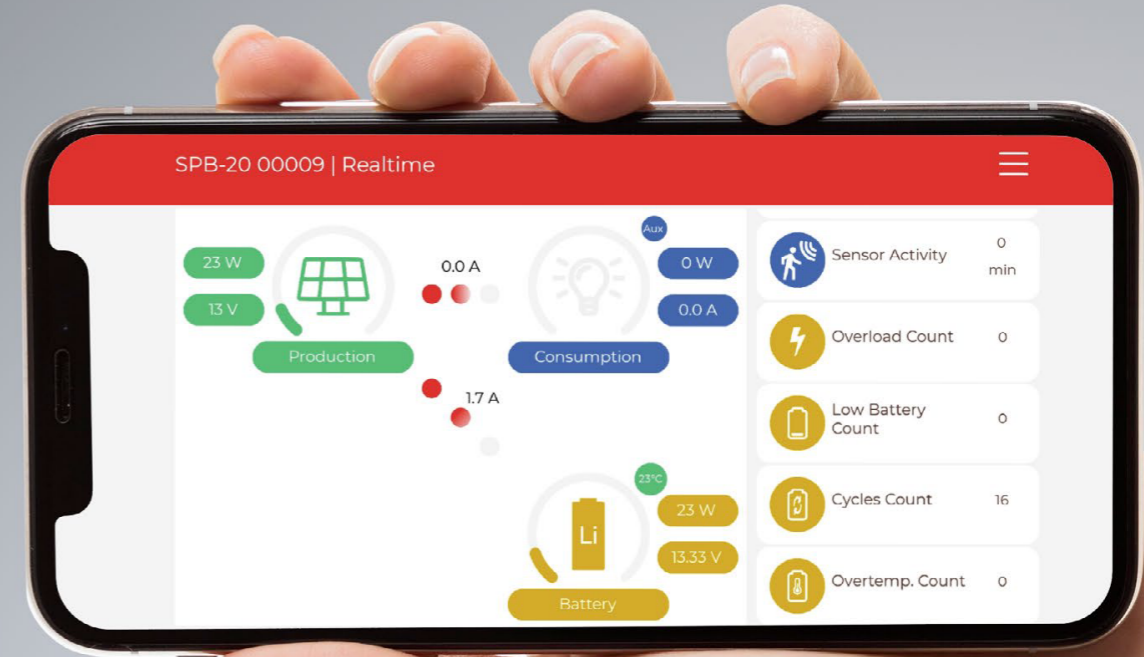 SPB-20 00009 | Realtime
23 W
13 V
Production
0.0 A
Aux
0 W
0.0 A
Consumption
1.7 A
23°C
Li
23 W
13.33 V
Battery
Sensor Activity
0
min
Overload Count
0
Low Battery
Count
0
Cycles Count
16
Overtemp. Count
0